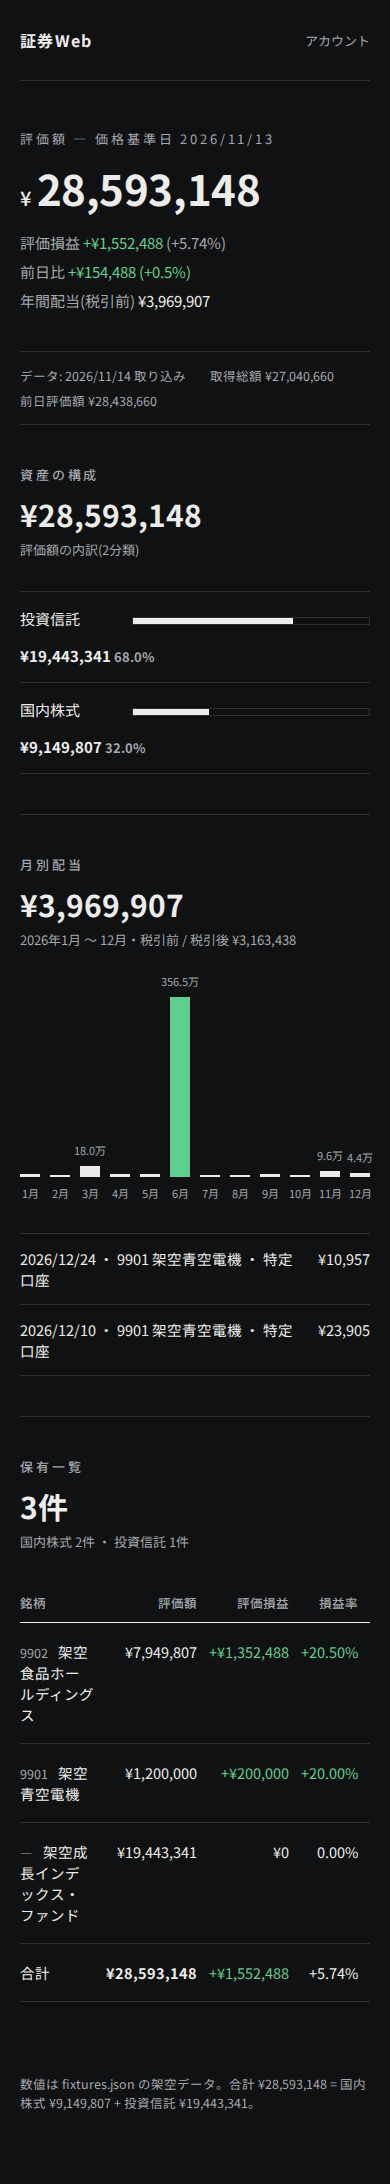 証券Web アカウント
評価額 — 価格基準日 2026/11/13
¥ 28,593,148
評価損益 +¥1,552,488 (+5.74%)
前日比 +¥154,488 (+0.5%)
年間配当(税引前) ¥3,969,907
データ: 2026/11/14 取り込み 取得総額 ¥27,040,660
前日評価額 ¥28,438,660
資産の構成
¥28,593,148
評価額の内訳(2分類)
投資信託
¥19,443,341 68.0%
国内株式
¥9,149,807 32.0%
月別配当
¥3,969,907
2026年1月 〜 12月・税引前 / 税引後 ¥3,163,438
356.5万
18.0万 9.6万 4.4万
1月 2月 3月 4月 5月 6月 7月 8月 9月 10月 11月 12月
2026/12/24 ・ 9901 架空青空電機 ・ 特定 ¥10,957
口座
2026/12/10 ・ 9901 架空青空電機 ・ 特定 ¥23,905
口座
保有一覧
3件
国内株式 2件 ・ 投資信託 1件
銘柄 評価額 評価損益 損益率
9902 架空 ¥7,949,807 +¥1,352,488 +20.50%
食品ホー
ルディング
ス
9901 架空 ¥1,200,000 +¥200,000 +20.00%
青空電機
— 架空成 ¥19,443,341 ¥0 0.00%
長インデ
ックス・
ファンド
合計 ¥28,593,148 +¥1,552,488 +5.74%
数値は fixtures.json の架空データ。合計 ¥28,593,148 = 国内
株式 ¥9,149,807 + 投資信託 ¥19,443,341。